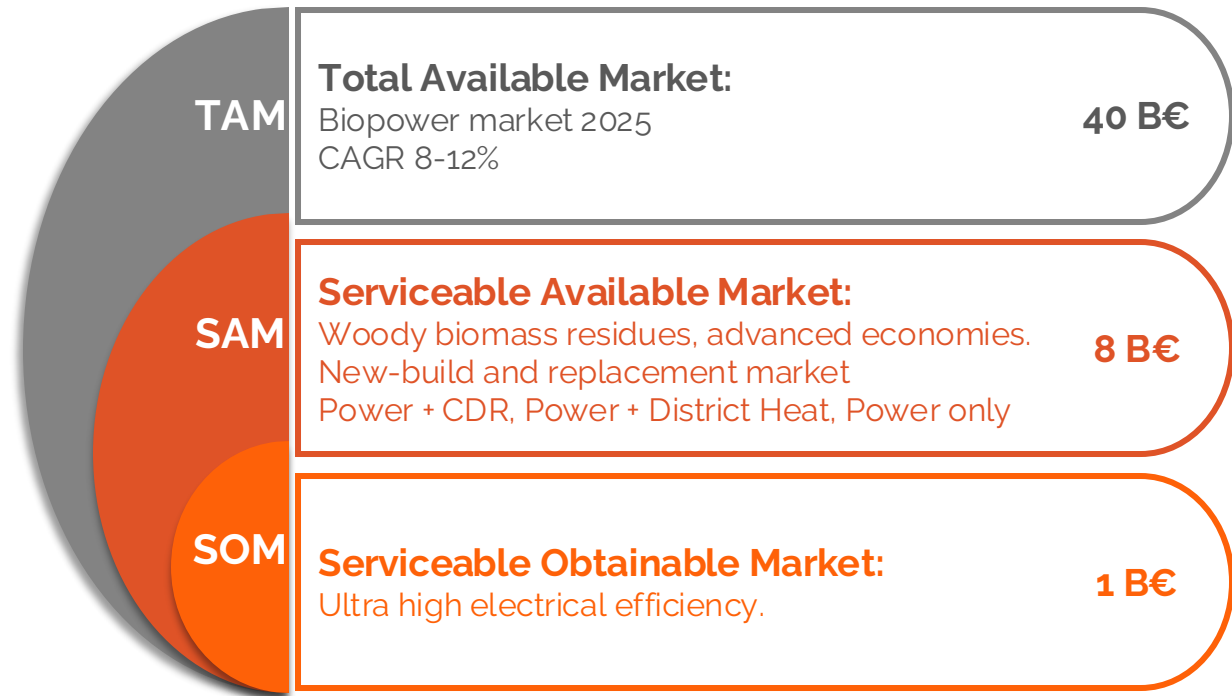 TAM
Total Available Market:
Biopower market 2025
CAGR 8-12%
40 B€
SAM
Serviceable Available Market:
Woody biomass residues, advanced economies.
New-build and replacement market
Power + CDR, Power + District Heat, Power only
8 B€
SOM
Serviceable Obtainable Market:
Ultra high electrical efficiency.
1 B€